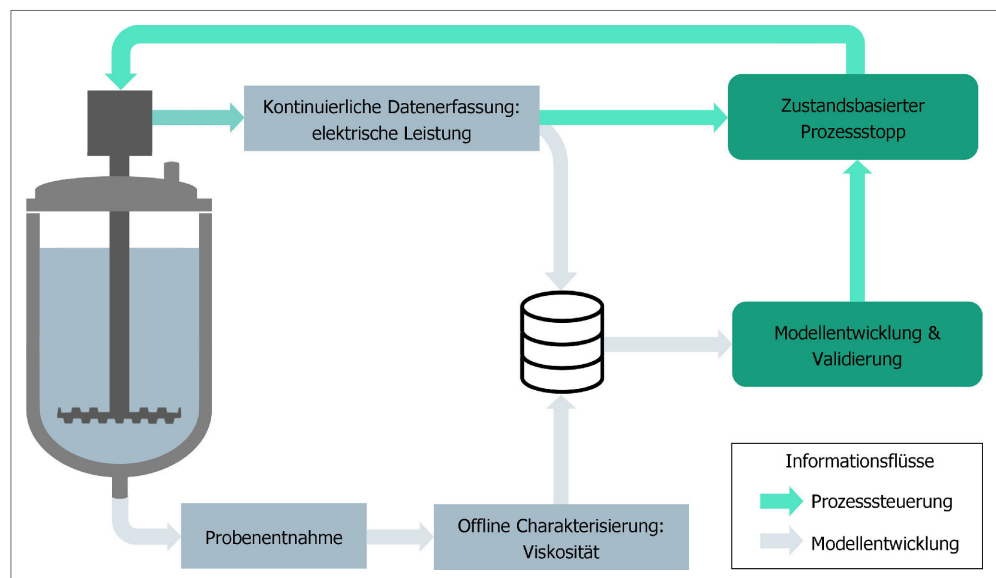 Kontinuierliche Datenerfassung:
elektrische Leistung
Zustandsbasierter
Prozessstopp
Modellentwicklung &
Validierung
Probenentnahme
Offline Charakterisierung:
Viskosität
Informationsflüsse
Prozesssteuerung
Modellentwicklung